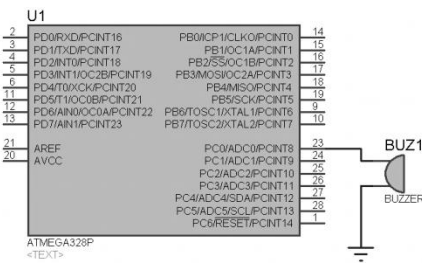 U1
2 PD0/RXD/PCINT16 PB0/ICP1/CLKO/PCINT0 14
3 PD1/TXD/PCINT17 PB1/OC1A/PCINT1 15
4 PD2/INT0/PCINT18 PB2/SS/OC1B/PCINT2 16
5 PD3/INT1/OC2B/PCINT19 PB3/MOSI/OC2A/PCINT3 17
6 PD4/T0/XCK/PCINT20 PB4/MISO/PCINT4 18
11 PD5/T1/OC0B/PCINT21 PB5/SCK/PCINT5 19
12 PD6/AIN0/OC0A/PCINT22 PB6/TOSC1/XTAL1/PCINT6 9
13 PD7/AIN1/PCINT23 PB7/TOSC2/XTAL2/PCINT7 10
21 AREF PC0/ADC0/PCINT8 23
20 AVCC PC1/ADC1/PCINT9 24
PC2/ADC2/PCINT10 25
PC3/ADC3/PCINT11 26
PC4/ADC4/SDA/PCINT12 27
PC5/ADC5/SCL/PCINT13 28
PC6/RESET/PCINT14 1
BUZ1
BUZZER
ATMEGA328P
<TEXT>